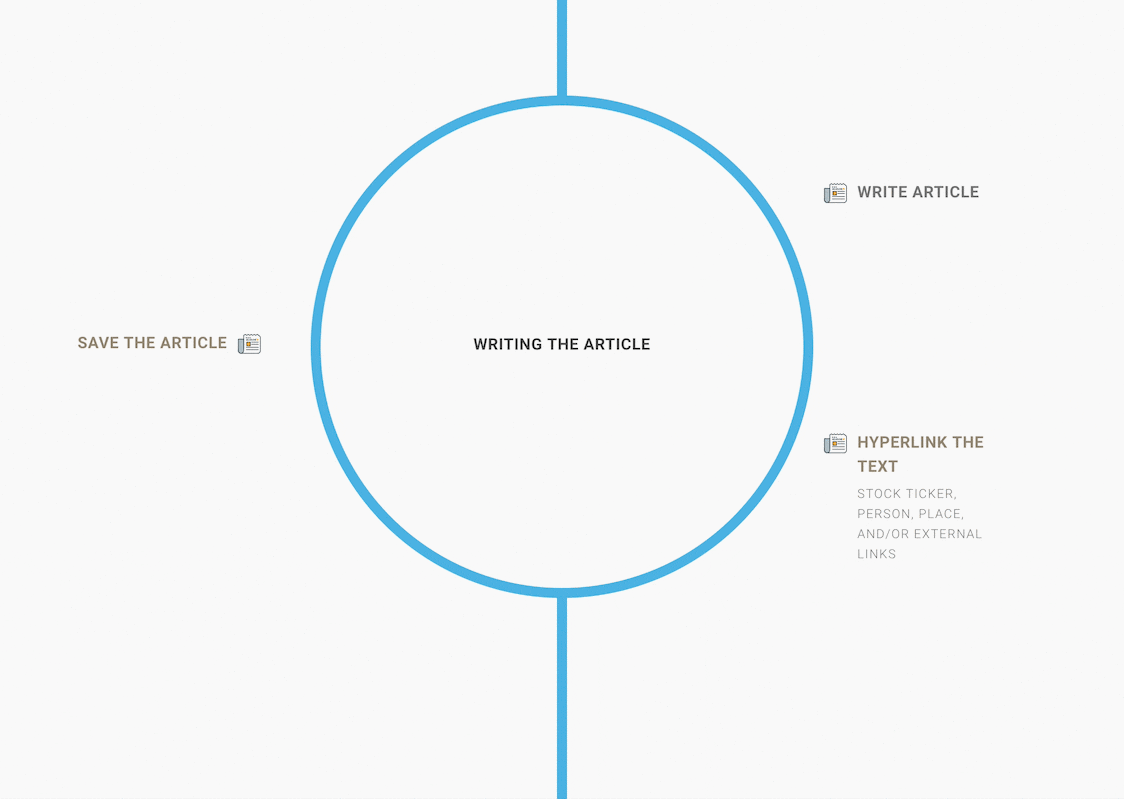 WRITE ARTICLE
SAVE THE ARTICLE
WRITING THE ARTICLE
HYPERLINK THE
TEXT
STOCK TICKER,
PERSON, PLACE,
AND/OR EXTERNAL
LINKS